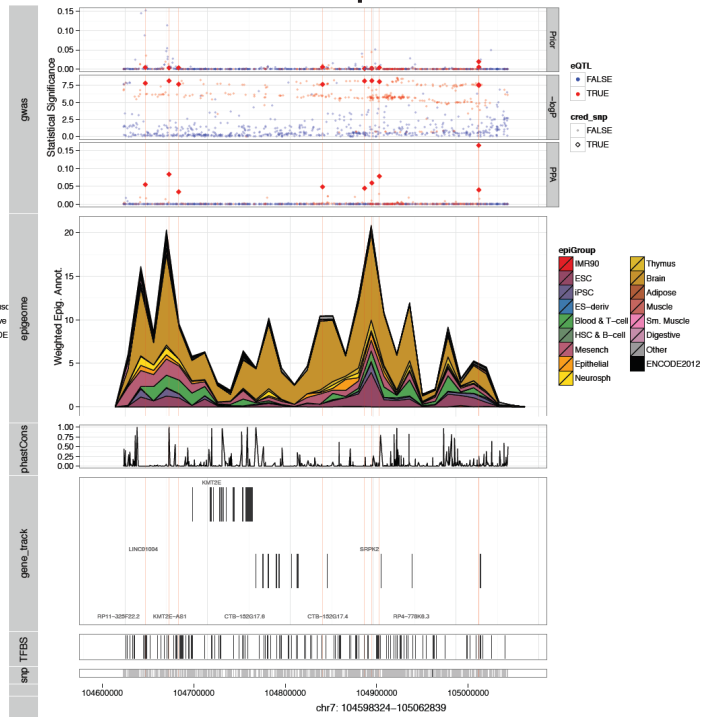 0.15
0.10
0.05
0.00
Prior
7.5
5.0
2.5
0.0
-logP
0.15
0.10
0.05
0.00
PPA
Statistical Significance
gwas
eQTL
FALSE
TRUE
cred_snp
FALSE
TRUE
20
15
10
5
0
Weighted Epig. Annot.
epigeome
epiGroup
IMR90
ESC
iPSC
ES-deriv
Blood & T-cell
HSC & B-cell
Mesench
Epithelial
Neurosph
Thymus
Brain
Adipose
Muscle
Sm. Muscle
Digestive
Other
ENCODE2012
1.00
0.75
0.50
0.25
0.00
phastCons
KMT2E
LINC01004
SRPK2
RP11-325F22.2 KMT2E-AS1 CTB-152G17.6 CTB-152G17.4 RP4-778K6.3
gene_track
TFBS
snp
104600000 104700000 104800000 104900000 105000000
chr7: 104598324-105062839